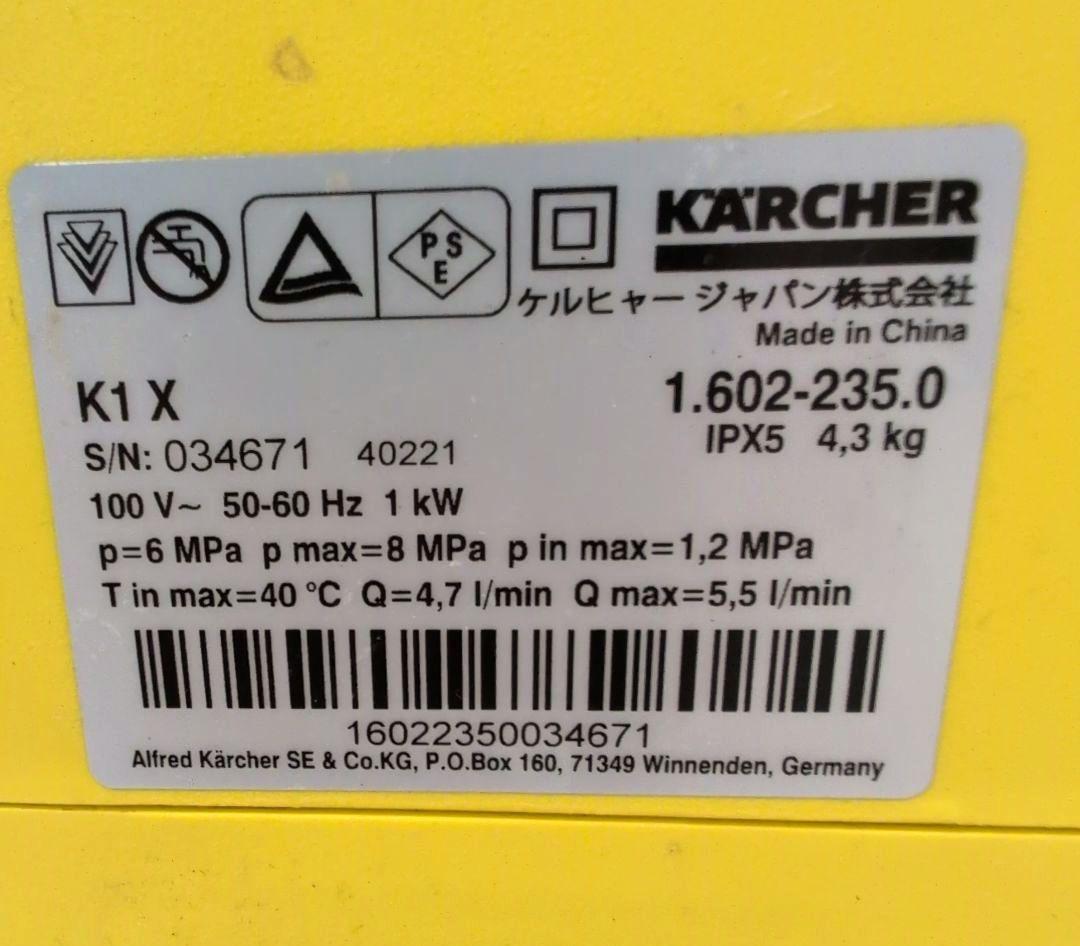 PS
E
KÄRCHER
ケルヒャー ジャパン株式会社
Made in China
K1 X
1.602-235.0
S/N: 034671 40221
IPX5 4,3 kg
100 V~ 50-60 Hz 1 kW
p=6 MPa p max=8 MPa p in max=1,2 MPa
T in max=40 °C Q=4,7 l/min Q max=5,5 l/min
16022350034671
Alfred Kärcher SE & Co.KG, P.O.Box 160, 71349 Winnenden, Germany